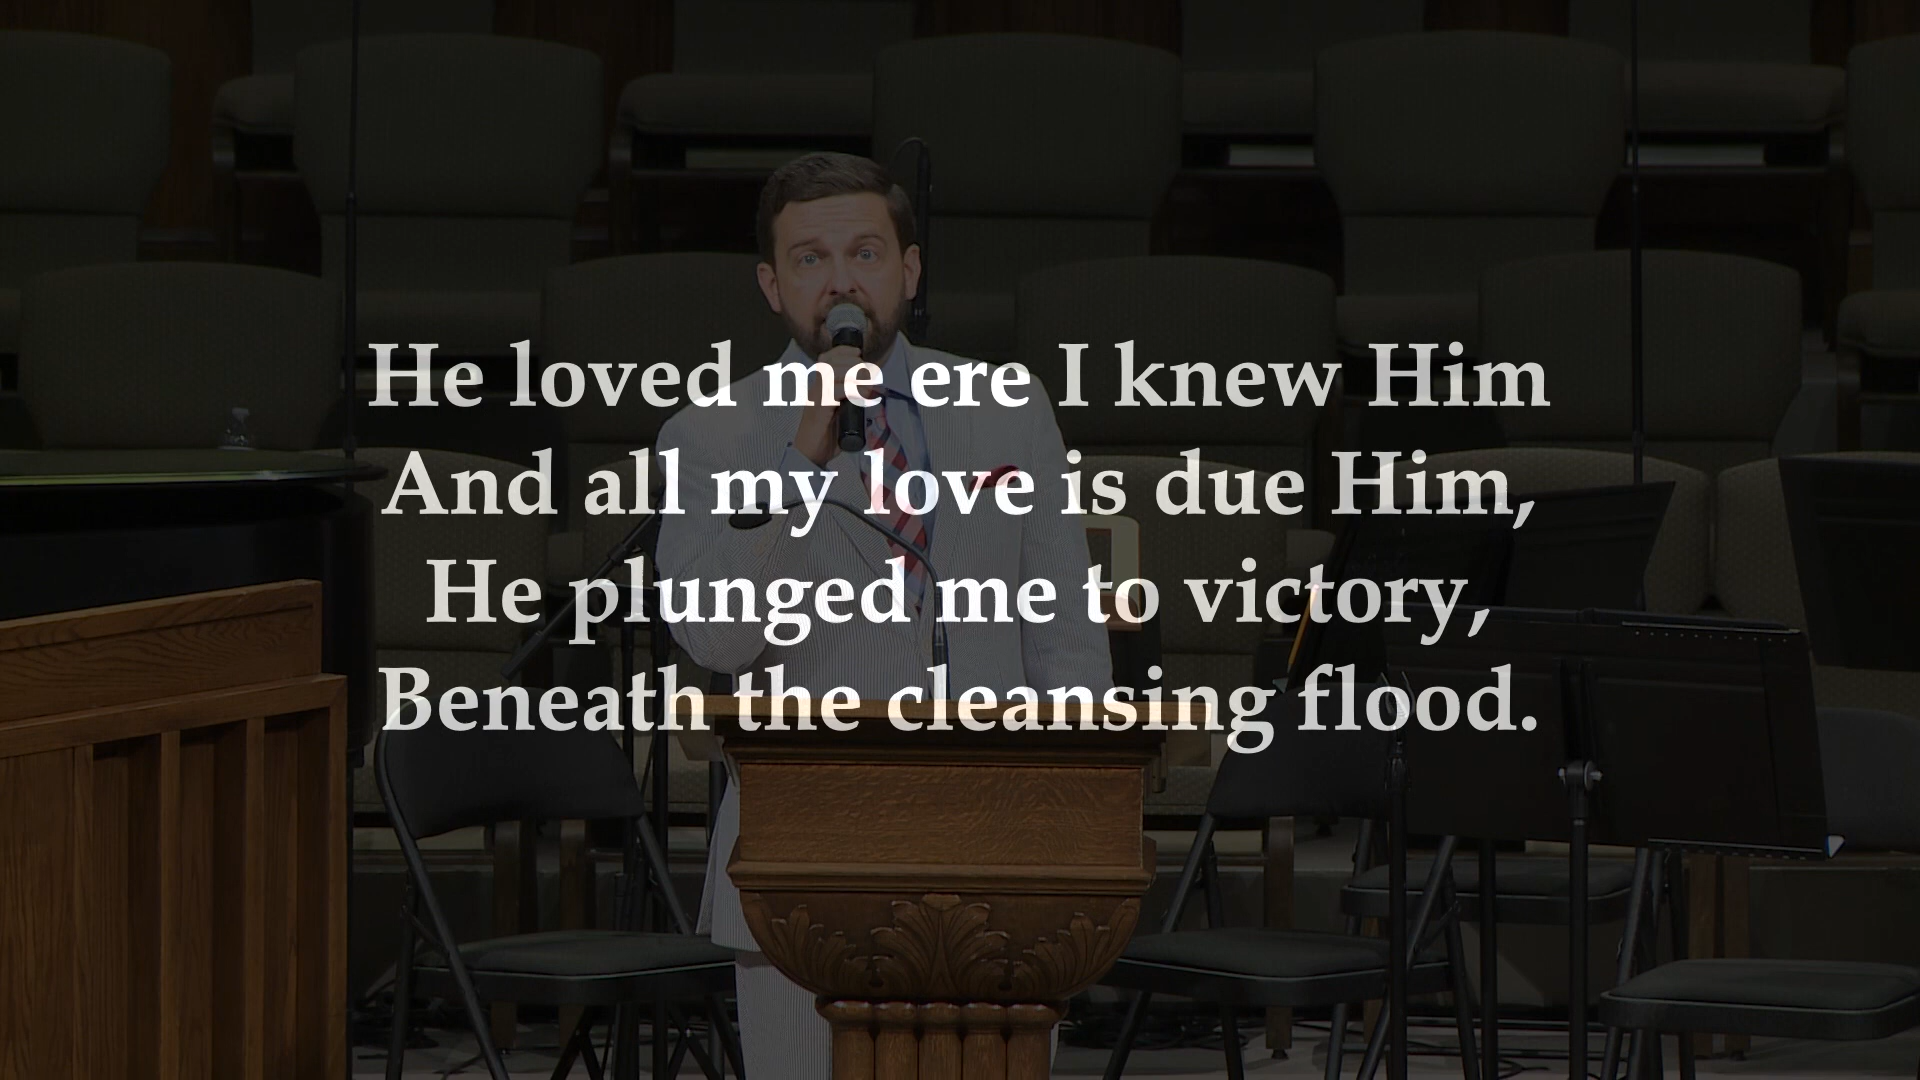 He loved me ere I knew Him
And all my love is due Him,
He plunged me to victory,
Beneath the cleansing flood.